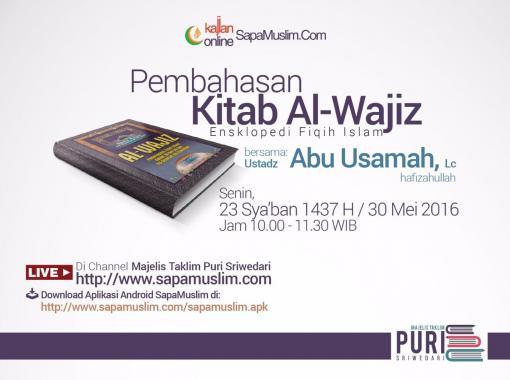 kajian
online
SapaMuslim.Com
Pembahasan
Kitab Al-Wajiz
Ensklopedi Fiqih Islam
AL-WAJIZ
bersama:
Ustadz
Abu Usamah, Lc
hafizahullah
Senin,
23 Sya'ban 1437 H / 30 Mei 2016
Jam 10.00 - 11.30 WIB
LIVE
Di Channel Majelis Taklim Puri Sriwedari
http://www.sapamuslim.com
Download Aplikasi Android SapaMuslim di:
http://www.sapamuslim.com/sapamuslim.apk
MAJELIS TAKLIM
PURI
SRIWEDARI